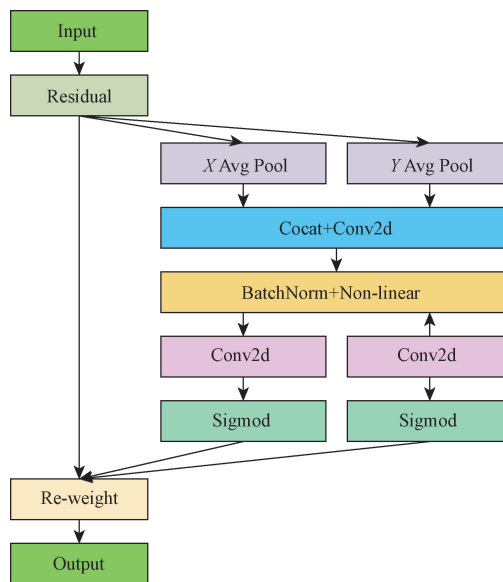 Input
Residual
X Avg Pool
Y Avg Pool
Cocat+Conv2d
BatchNorm+Non-linear
Conv2d
Conv2d
Sigmod
Sigmod
Re-weight
Output